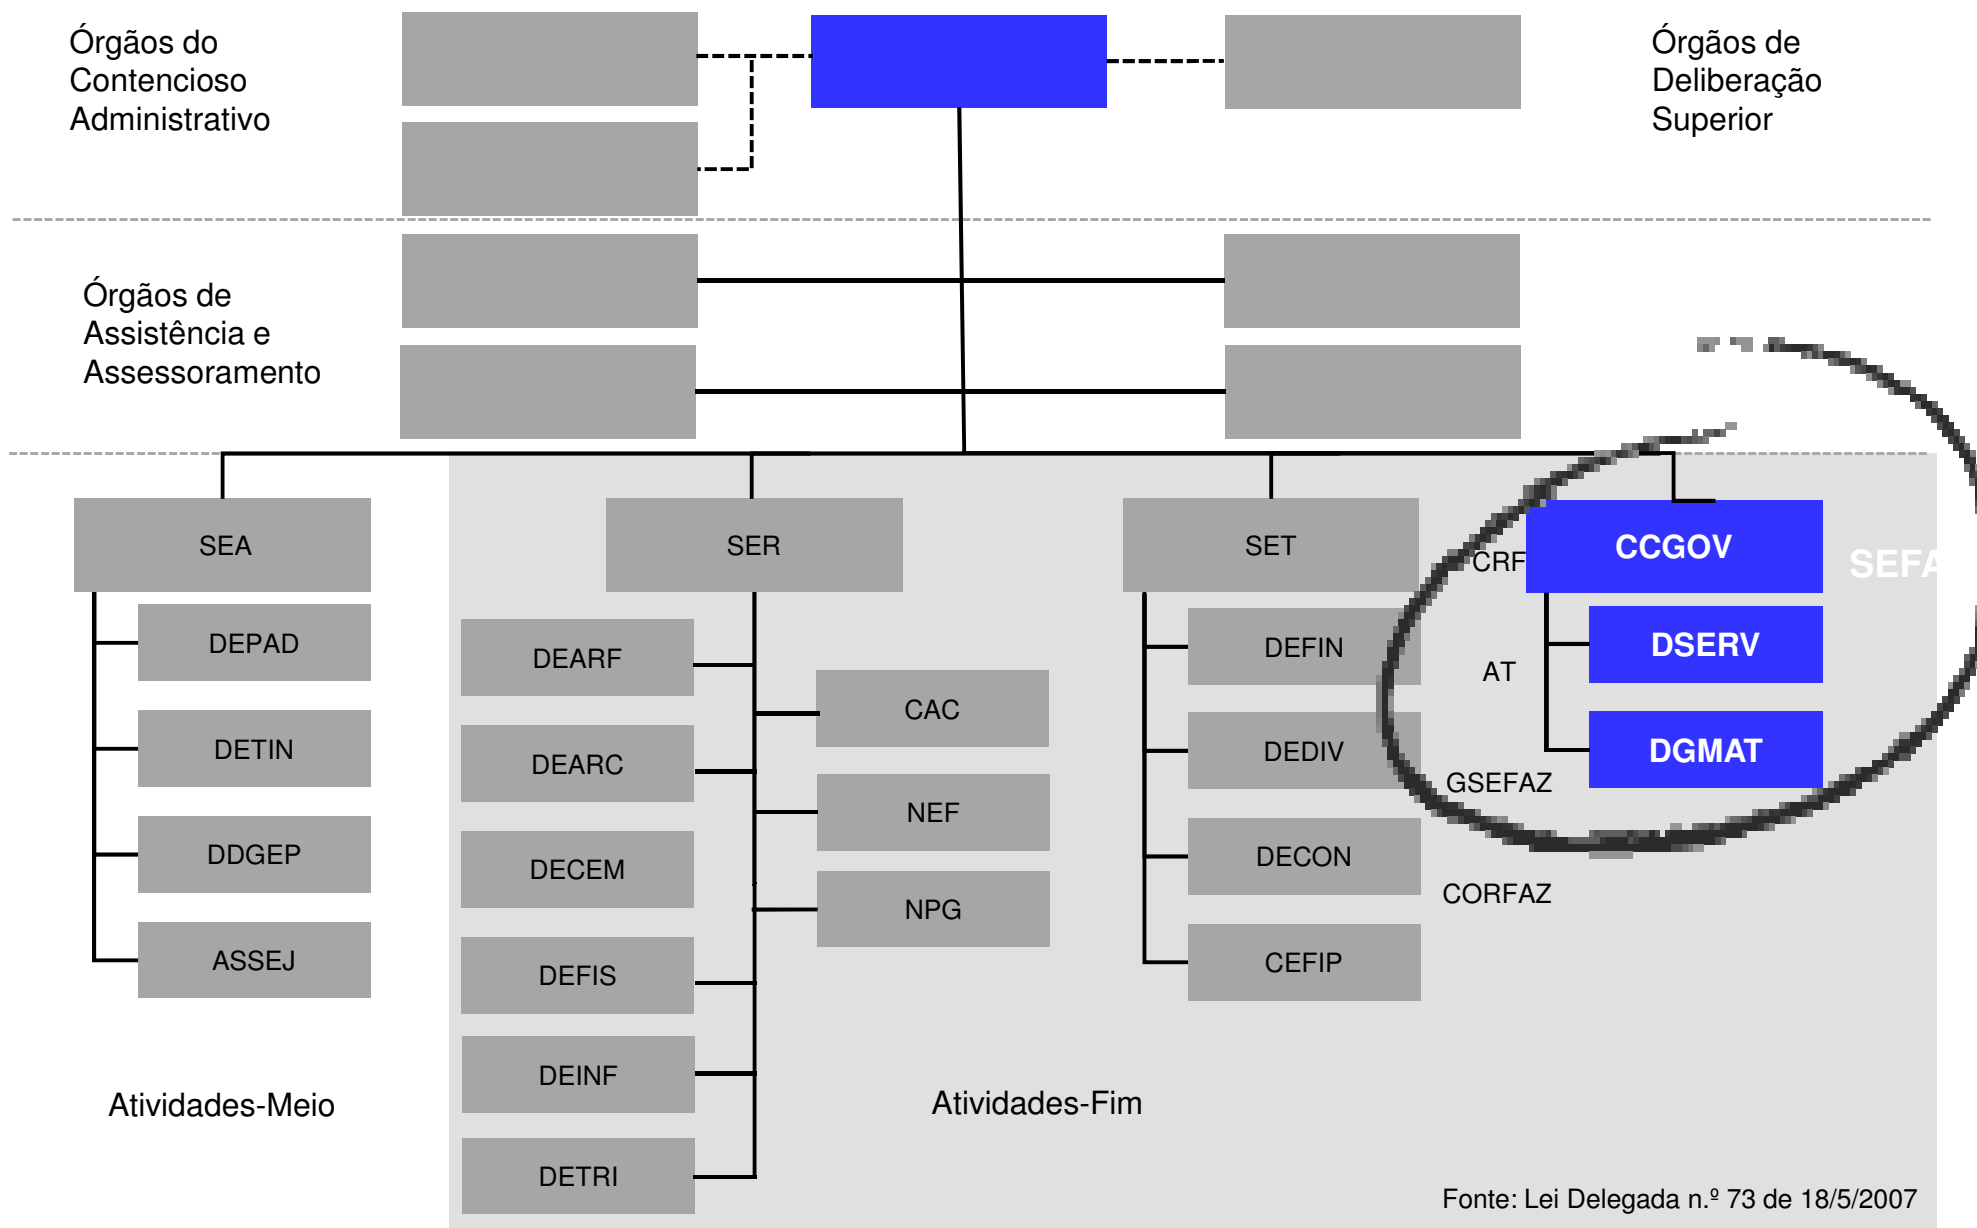 Órgãos do
Contencioso
Administrativo
Órgãos de
Deliberação
Superior
Órgãos de
Assistência e
Assessoramento
SEA
SER
SET
CRF
CCGOV
SEFA
DEPAD
DETIN
DDGEP
ASSEJ
DEARF
DEARC
DECEM
DEFIS
DEINF
DETRI
CAC
NEF
NPG
DEFIN
DEDIV
DECON
CEFIP
AT
GSEFAZ
CORFAZ
DSERV
DGMAT
Atividades-Meio
Atividades-Fim
Fonte: Lei Delegada n.º 73 de 18/5/2007